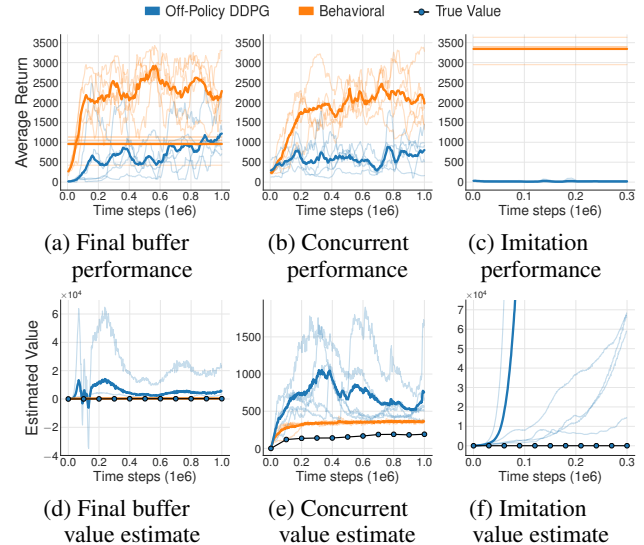 Off-Policy DDPG Behavioral True Value
Average Return
3500
3000
2500
2000
1500
1000
500
0
0.0 0.2 0.4 0.6 0.8 1.0
Time steps (1e6)
(a) Final buffer
performance
3500
3000
2500
2000
1500
1000
500
0
0.0 0.2 0.4 0.6 0.8 1.0
Time steps (1e6)
(b) Concurrent
performance
3500
3000
2500
2000
1500
1000
500
0
0.0 0.1 0.2 0.3
Time steps (1e6)
(c) Imitation
performance
Estimated Value
×10⁴
6
4
2
0
−2
−4
0.0 0.2 0.4 0.6 0.8 1.0
Time steps (1e6)
(d) Final buffer
value estimate
1500
1000
500
0
0.0 0.2 0.4 0.6 0.8 1.0
Time steps (1e6)
(e) Concurrent
value estimate
×10⁴
7
6
5
4
3
2
1
0
0.0 0.1 0.2 0.3
Time steps (1e6)
(f) Imitation
value estimate